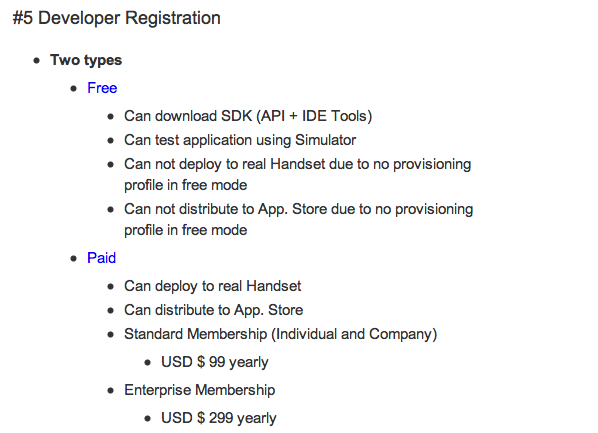 #5 Developer Registration
Two types
Free
Can download SDK (API + IDE Tools)
Can test application using Simulator
Can not deploy to real Handset due to no provisioning
profile in free mode
Can not distribute to App. Store due to no provisioning
profile in free mode
Paid
Can deploy to real Handset
Can distribute to App. Store
Standard Membership (Individual and Company)
USD $ 99 yearly
Enterprise Membership
USD $ 299 yearly